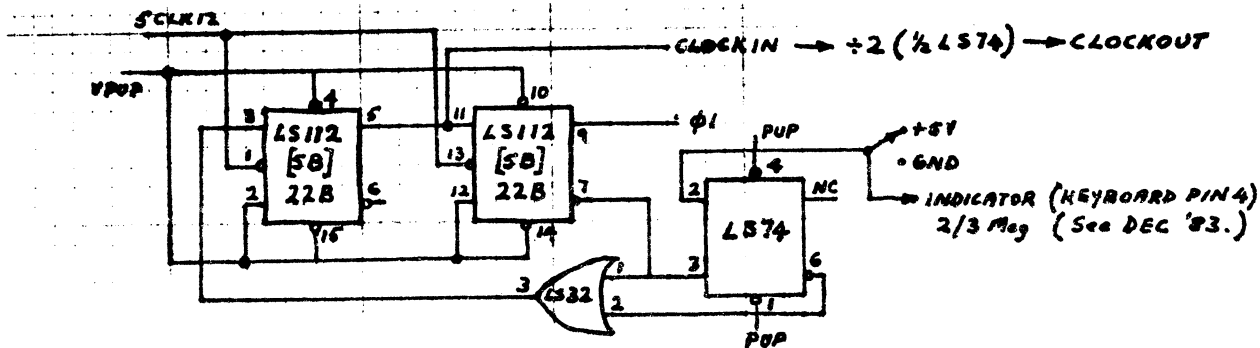 5CLK12
CLOCKIN → ÷2 (½ LS74) → CLOCKOUT
VPUP
4
10
3
5
11
9
φ1
LS112
[5B]
22B
LS112
[5B]
22B
1
13
2
6
12
7
15
14
PUP
4
+5V
GND
2
NC
INDICATOR (KEYBOARD PIN 4)
2/3 Meg (See DEC '83.)
LS74
3
6
1
PUP
3
LS32
1
2